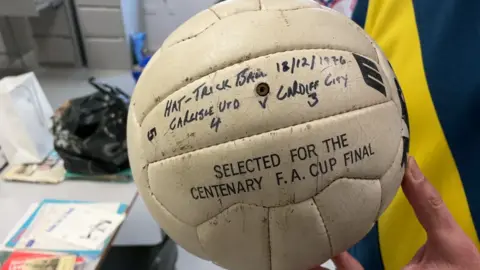 HAT-TRICK BALL 18/12/1976
CARLISLE UTD V CARDIFF CITY
4 3
SELECTED FOR THE
CENTENARY F.A. CUP FINAL